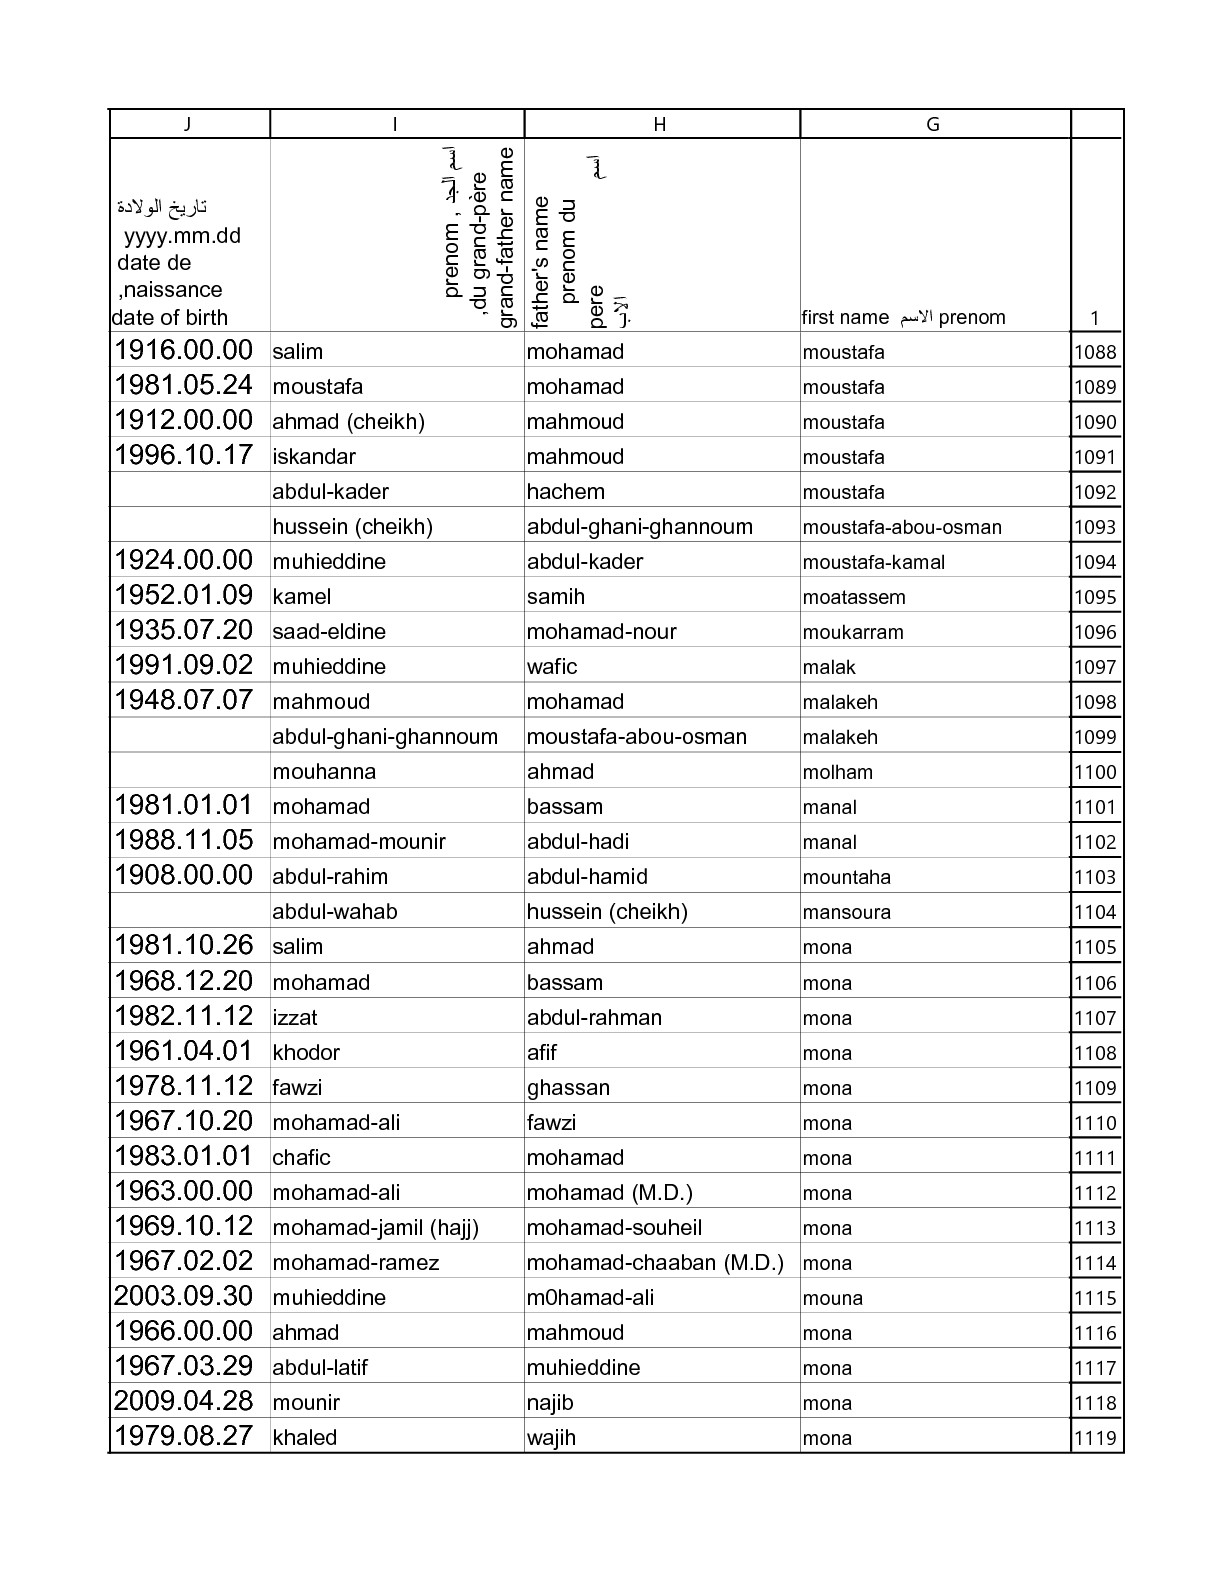 J I H G
تاريخ الولادة
yyyy.mm.dd
date de
,naissance
date of birth
prenom , اسم الجد
,du grand-père
grand-father name
father's name
prenom du
pere اسم
الاب
first name الاسم prenom 1
1916.00.00 salim mohamad moustafa 1088
1981.05.24 moustafa mohamad moustafa 1089
1912.00.00 ahmad (cheikh) mahmoud moustafa 1090
1996.10.17 iskandar mahmoud moustafa 1091
abdul-kader hachem moustafa 1092
hussein (cheikh) abdul-ghani-ghannoum moustafa-abou-osman 1093
1924.00.00 muhieddine abdul-kader moustafa-kamal 1094
1952.01.09 kamel samih moatassem 1095
1935.07.20 saad-eldine mohamad-nour moukarram 1096
1991.09.02 muhieddine wafic malak 1097
1948.07.07 mahmoud mohamad malakeh 1098
abdul-ghani-ghannoum moustafa-abou-osman malakeh 1099
mouhanna ahmad molham 1100
1981.01.01 mohamad bassam manal 1101
1988.11.05 mohamad-mounir abdul-hadi manal 1102
1908.00.00 abdul-rahim abdul-hamid mountaha 1103
abdul-wahab hussein (cheikh) mansoura 1104
1981.10.26 salim ahmad mona 1105
1968.12.20 mohamad bassam mona 1106
1982.11.12 izzat abdul-rahman mona 1107
1961.04.01 khodor afif mona 1108
1978.11.12 fawzi ghassan mona 1109
1967.10.20 mohamad-ali fawzi mona 1110
1983.01.01 chafic mohamad mona 1111
1963.00.00 mohamad-ali mohamad (M.D.) mona 1112
1969.10.12 mohamad-jamil (hajj) mohamad-souheil mona 1113
1967.02.02 mohamad-ramez mohamad-chaaban (M.D.) mona 1114
2003.09.30 muhieddine m0hamad-ali mouna 1115
1966.00.00 ahmad mahmoud mona 1116
1967.03.29 abdul-latif muhieddine mona 1117
2009.04.28 mounir najib mona 1118
1979.08.27 khaled wajih mona 1119